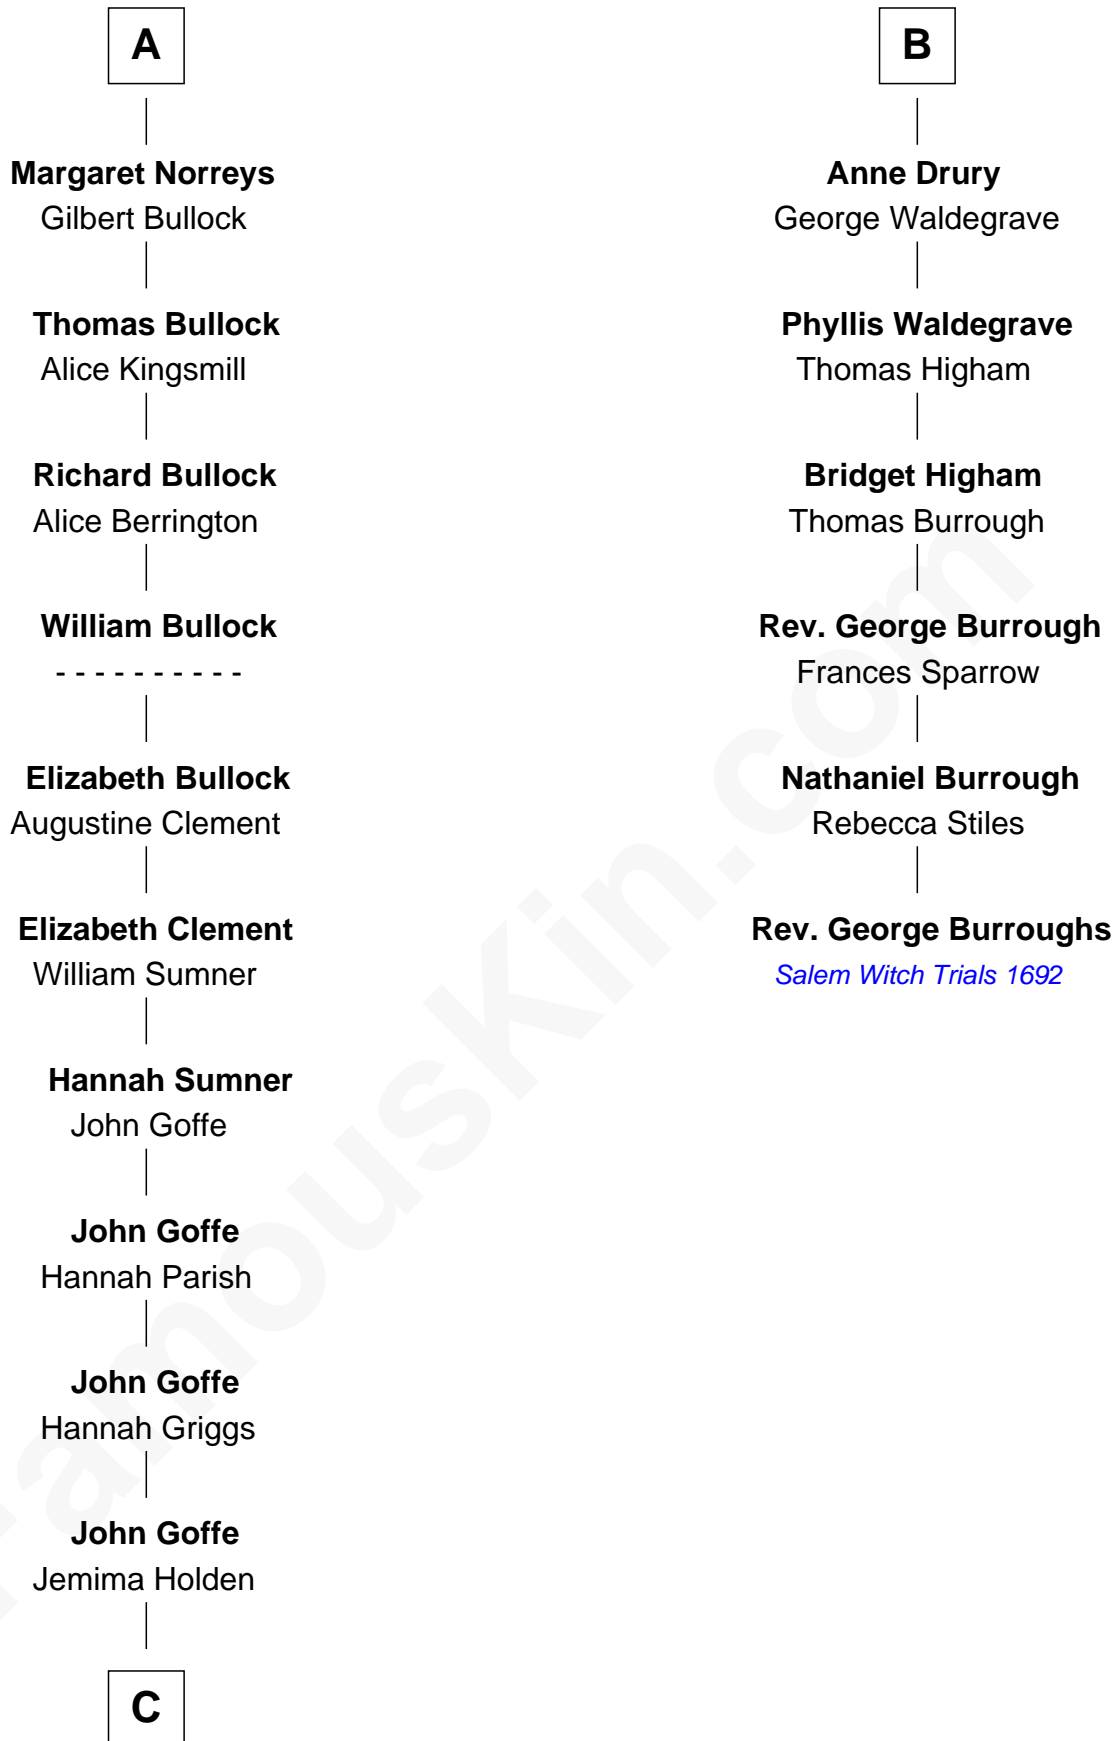 A
Margaret Norreys
Gilbert Bullock
Thomas Bullock
Alice Kingsmill
Richard Bullock
Alice Berrington
William Bullock
- - - - - - - - - -
Elizabeth Bullock
Augustine Clement
Elizabeth Clement
William Sumner
Hannah Sumner
John Goffe
John Goffe
Hannah Parish
John Goffe
Hannah Griggs
John Goffe
Jemima Holden
C
B
Anne Drury
George Waldegrave
Phyllis Waldegrave
Thomas Higham
Bridget Higham
Thomas Burrough
Rev. George Burrough
Frances Sparrow
Nathaniel Burrough
Rebecca Stiles
Rev. George Burroughs
Salem Witch Trials 1692
FamousKin.com